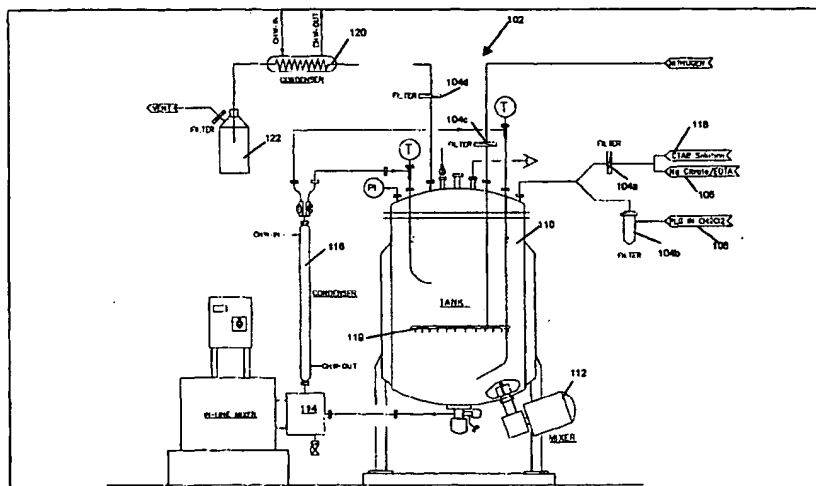 CHW-IN
CHW-OUT
120
102
CONDENSER
NITROGEN
FILTER
104d
VENT
FILTER
122
T
104c
FILTER
T
FILTER
118
CTAB Solution
Na Citrate/EDTA
104a
106
PI
110
PLG IN CH2Cl2
104b
108
FILTER
CHW-IN
116
CONDENSER
TANK
119
CHW-OUT
112
IN-LINE MIXER
114
MIXER